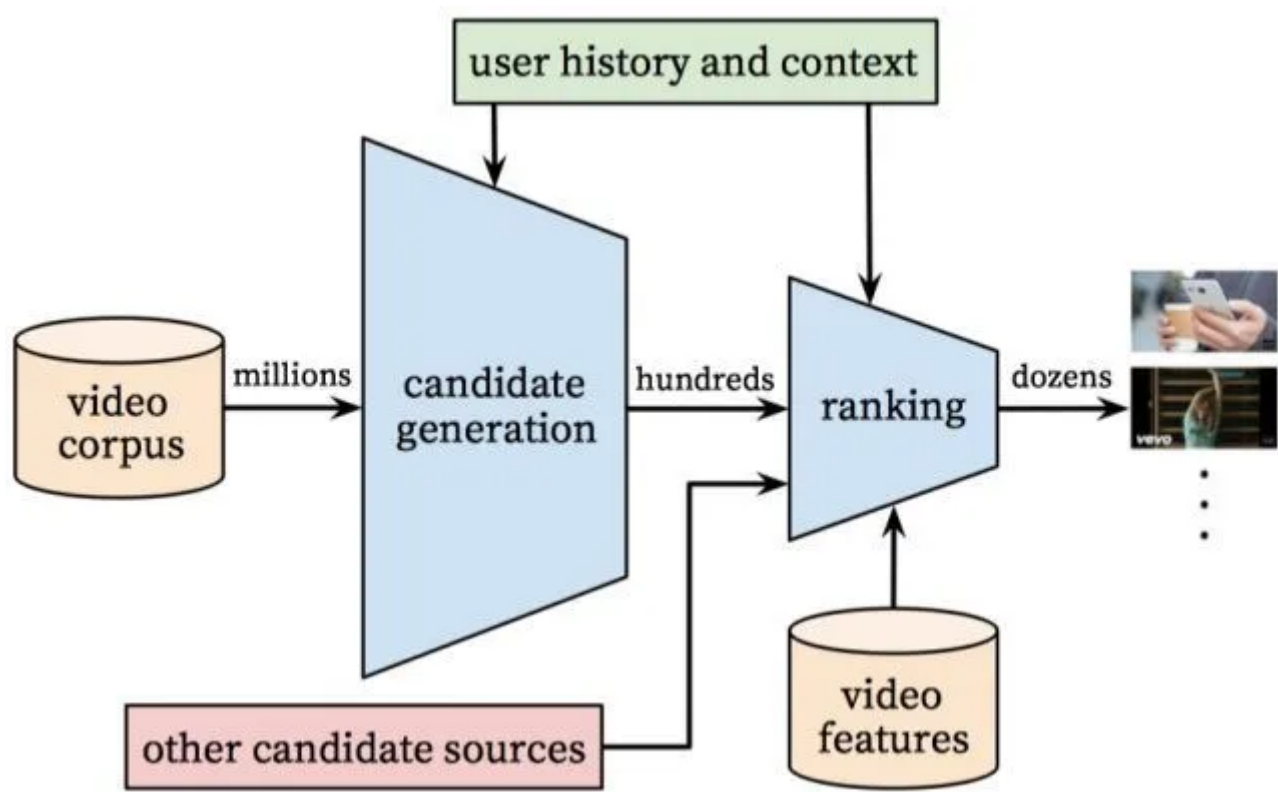 user history and context
video
corpus
millions
candidate
generation
hundreds
ranking
dozens
vevo
other candidate sources
video
features